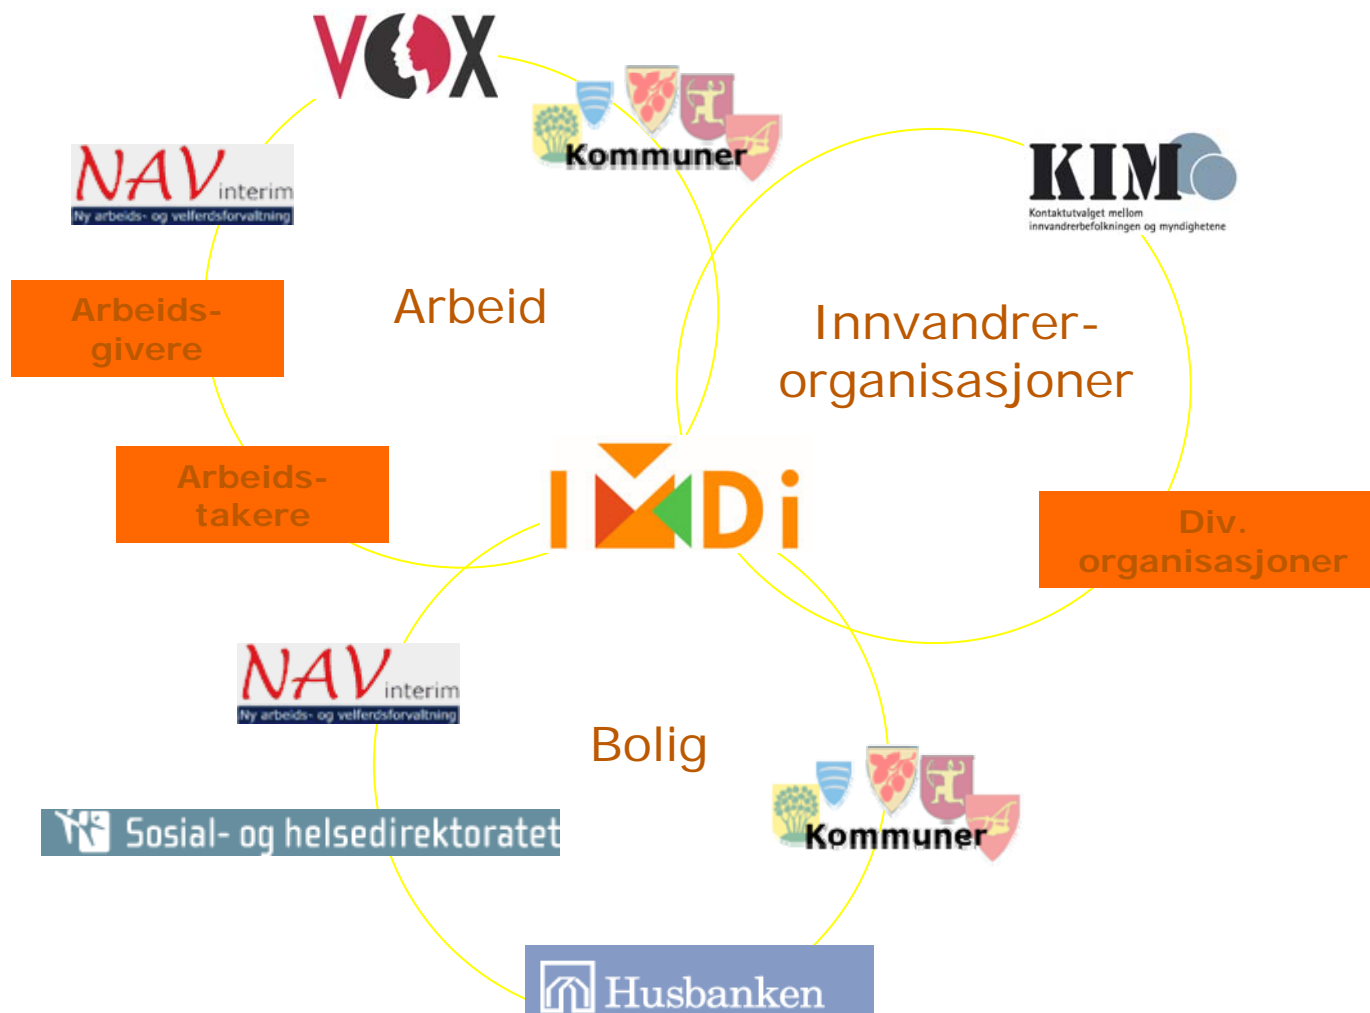 VOX
Kommuner
NAV interim
Ny arbeids- og velferdsforvaltning
KIM
Kontaktutvalget mellom
innvandrerbefolkningen og myndighetene
Arbeids-
givere
Arbeid
Innvandrer-
organisasjoner
Arbeids-
takere
IMDi
Div.
organisasjoner
NAV interim
Ny arbeids- og velferdsforvaltning
Bolig
Sosial- og helsedirektoratet
Kommuner
Husbanken